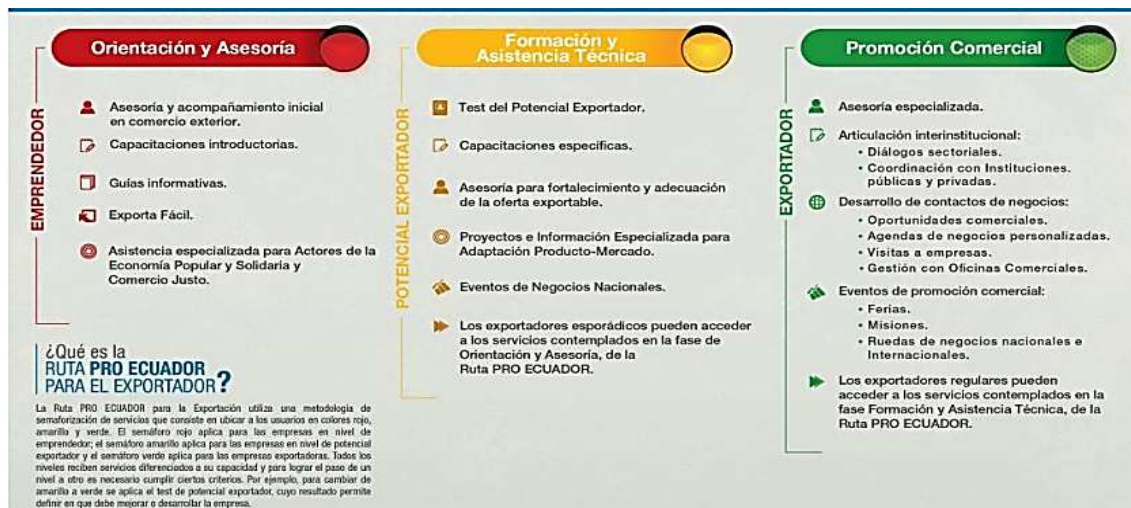 Orientación y Asesoría
EMPRENDEDOR
Asesoría y acompañamiento inicial
en comercio exterior.
Capacitaciones introductorias.
Guías informativas.
Exporta Fácil.
Asistencia especializada para Actores de la
Economía Popular y Solidaria y
Comercio Justo.
¿Qué es la
RUTA PRO ECUADOR
PARA EL EXPORTADOR?
La Ruta PRO ECUADOR para la Exportación utiliza una metodología de
semaforización de servicios que consiste en ubicar a los usuarios en colores rojo,
amarillo y verde. El semáforo rojo aplica para las empresas en nivel de
emprendedor; el semáforo amarillo aplica para las empresas en nivel de potencial
exportador y el semáforo verde aplica para las empresas exportadoras. Todos los
niveles reciben servicios diferenciados a su capacidad y para lograr el paso de un
nivel a otro es necesario cumplir ciertos criterios. Por ejemplo, para cambiar de
amarillo a verde se aplica el test de potencial exportador, cuyo resultado permite
definir en que debe mejorar o desarrollar la empresa.
Formación y
Asistencia Técnica
POTENCIAL EXPORTADOR
Test del Potencial Exportador.
Capacitaciones específicas.
Asesoría para fortalecimiento y adecuación
de la oferta exportable.
Proyectos e Información Especializada para
Adaptación Producto-Mercado.
Eventos de Negocios Nacionales.
Los exportadores esporádicos pueden acceder
a los servicios contemplados en la fase de
Orientación y Asesoría, de la
Ruta PRO ECUADOR.
Promoción Comercial
EXPORTADOR
Asesoría especializada.
Articulación interinstitucional:
• Diálogos sectoriales.
• Coordinación con Instituciones.
públicas y privadas.
Desarrollo de contactos de negocios:
• Oportunidades comerciales.
• Agendas de negocios personalizadas.
• Visitas a empresas.
• Gestión con Oficinas Comerciales.
Eventos de promoción comercial:
• Ferias.
• Misiones.
• Ruedas de negocios nacionales e
Internacionales.
Los exportadores regulares pueden
acceder a los servicios contemplados en la
fase Formación y Asistencia Técnica, de la
Ruta PRO ECUADOR.